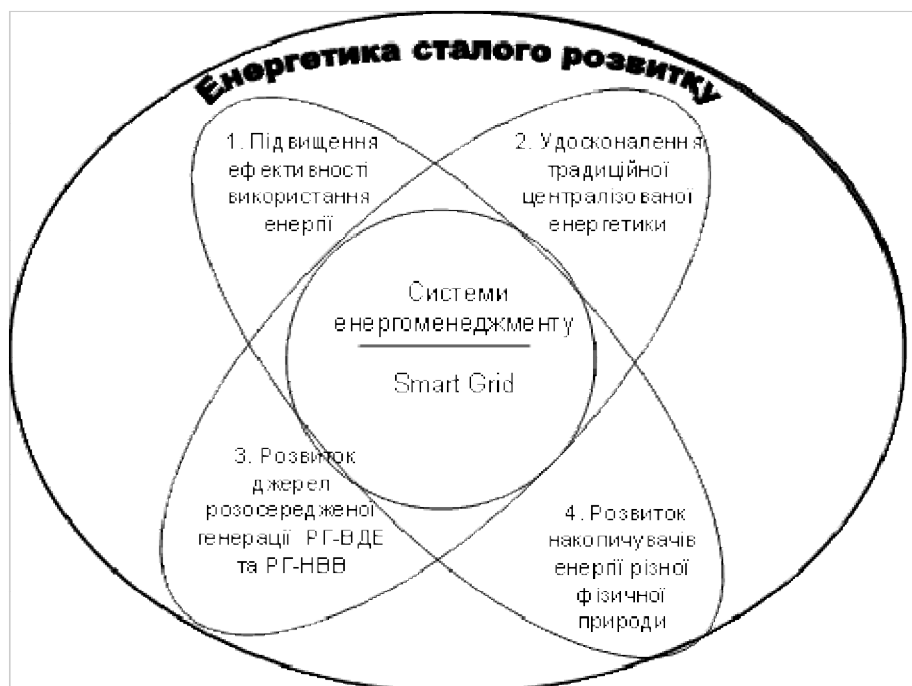 Енергетика сталого розвитку
1. Підвищення
ефективності
використання
енергії
2. Удосконалення
традиційної
централізованої
енергетики
Системи
енергоменеджменту
Smart Grid
3. Розвиток
джерел
розосередженої
генерації РГ-ВДЕ
та РГ-НВВ
4. Розвиток
накопичувачів
енергії різної
фізичної
природи